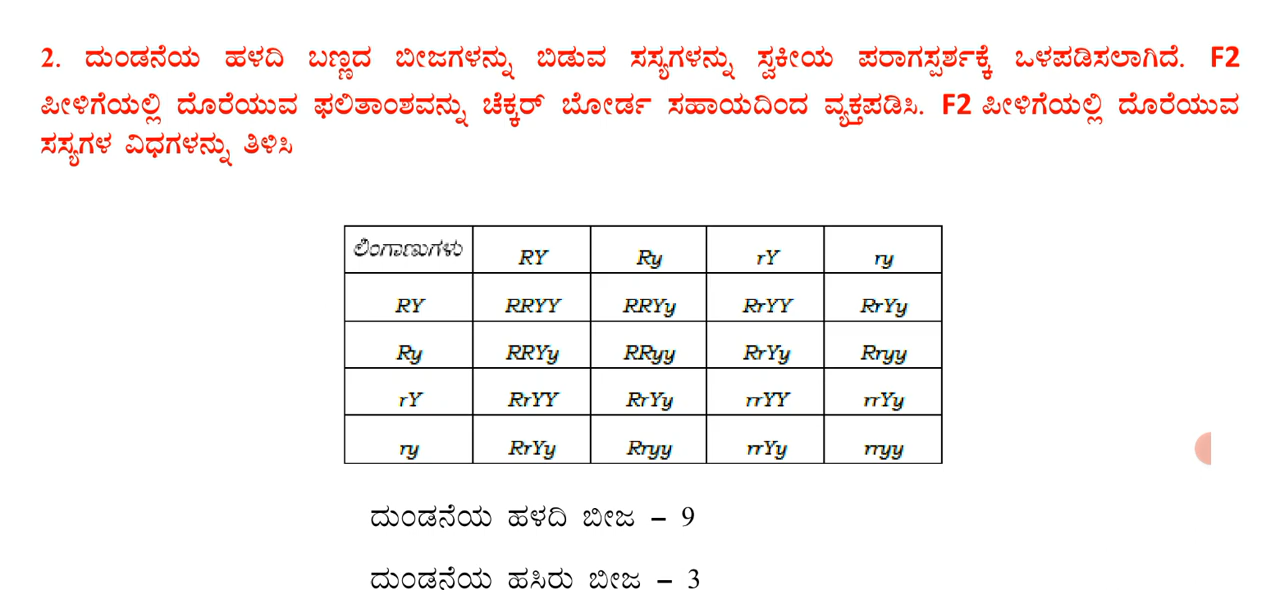 2. ದುಂಡನೆಯ ಹಳದಿ ಬಣ್ಣದ ಬೀಜಗಳನ್ನು ಬಿಡುವ ಸಸ್ಯಗಳನ್ನು ಸ್ವಕೀಯ ಪರಾಗಸ್ಪರ್ಶಕ್ಕೆ ಒಳಪಡಿಸಲಾಗಿದೆ. F2
ಪೀಳಿಗೆಯಲ್ಲಿ ದೊರೆಯುವ ಫಲಿತಾಂಶವನ್ನು ಚೆಕ್ಕರ್ ಬೋರ್ಡ ಸಹಾಯದಿಂದ ವ್ಯಕ್ತಪಡಿಸಿ. F2 ಪೀಳಿಗೆಯಲ್ಲಿ ದೊರೆಯುವ
ಸಸ್ಯಗಳ ವಿಧಗಳನ್ನು ತಿಳಿಸಿ
ಲಿಂಗಾಣುಗಳು RY Ry rY ry
RY RRYY RRYy RrYY RrYy
Ry RRYy RRyy RrYy Rryy
rY RrYY RrYy rrYY rrYy
ry RrYy Rryy rrYy rryy
ದುಂಡನೆಯ ಹಳದಿ ಬೀಜ – 9
ದುಂಡನೆಯ ಹಸಿರು ಬೀಜ – 3